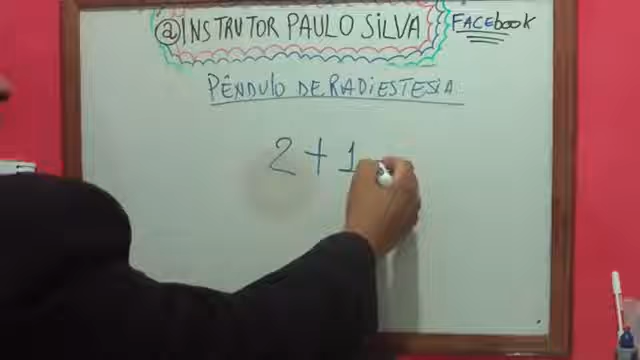 @INSTRUTOR PAULO SILVA FACEbook
PÊNDULO DE RADIESTESIA
2 + 1